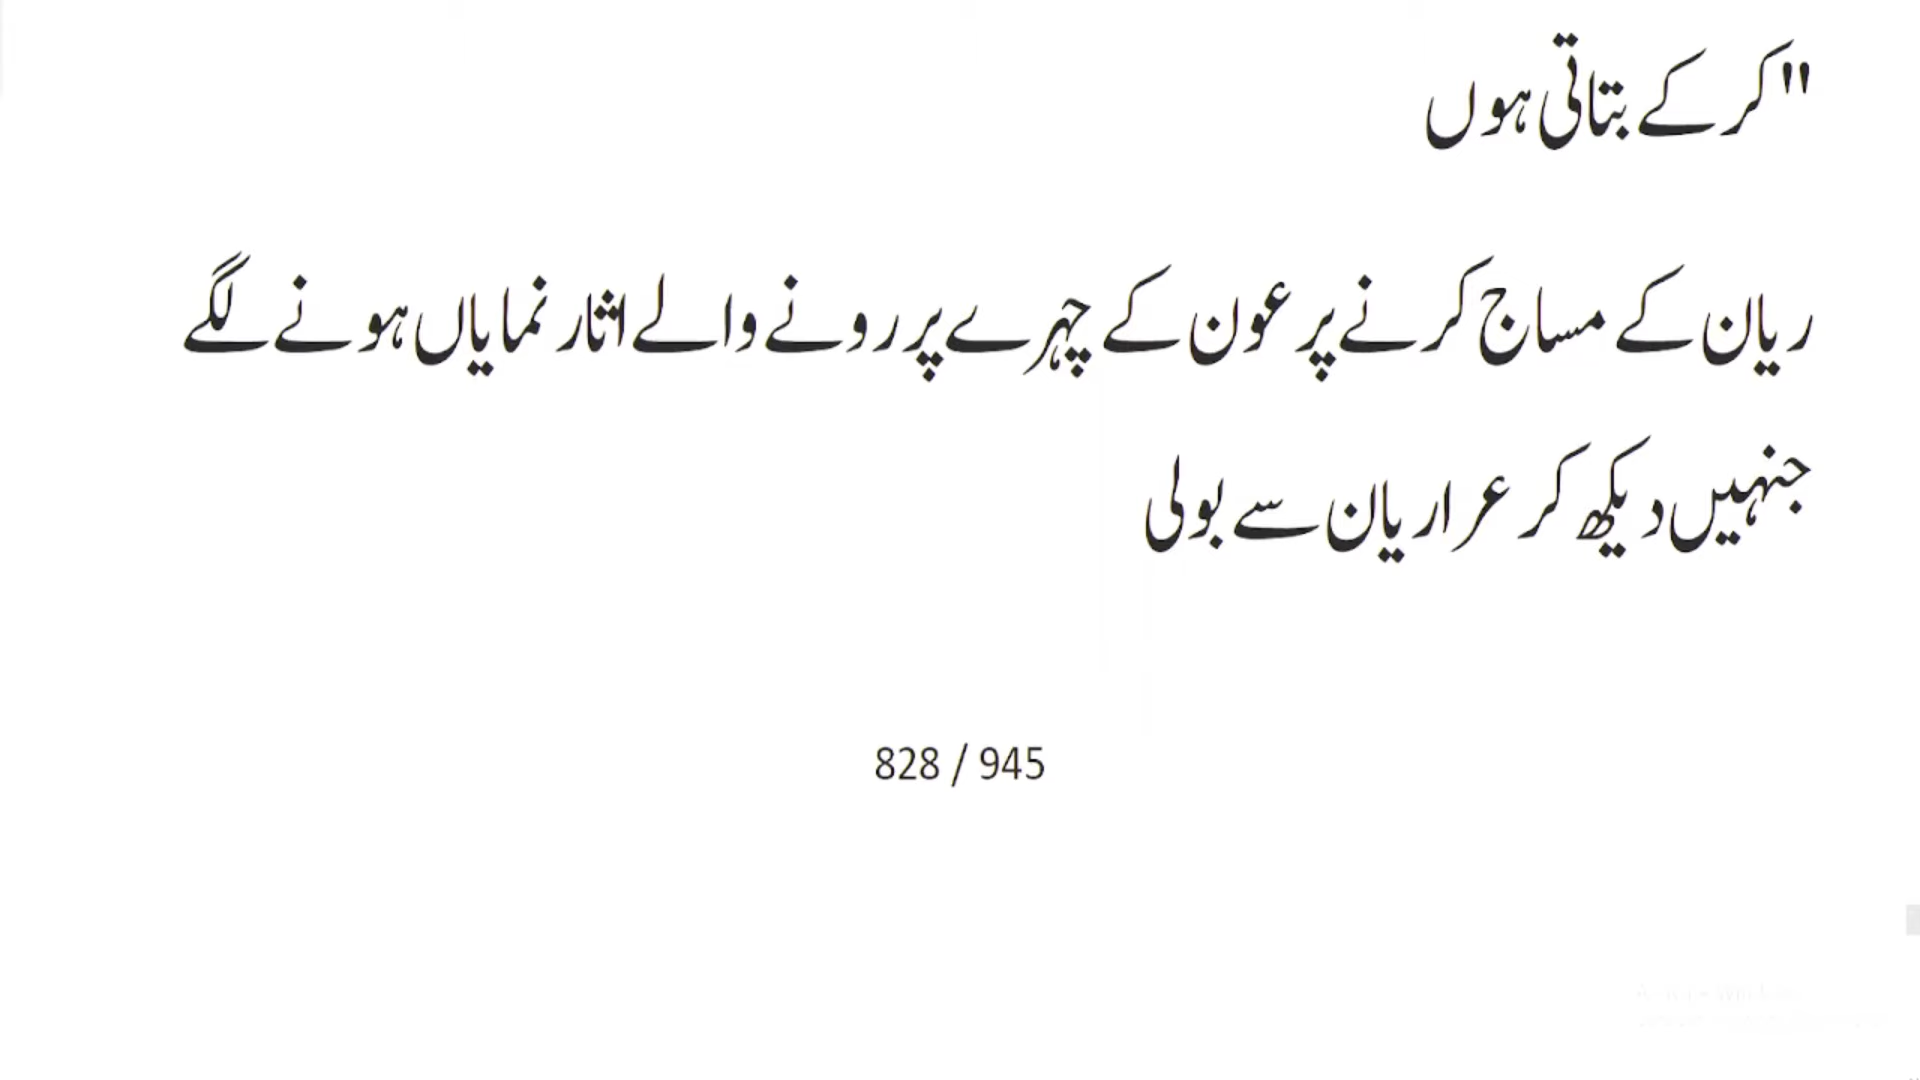 "کر کے بتاتی ہوں
ریان کے مساج کرنے پر عون کے چہرے پر رونے والے اثار نمایاں ہونے لگے
جنہیں دیکھ کر عرا ریان سے بولی
828 / 945